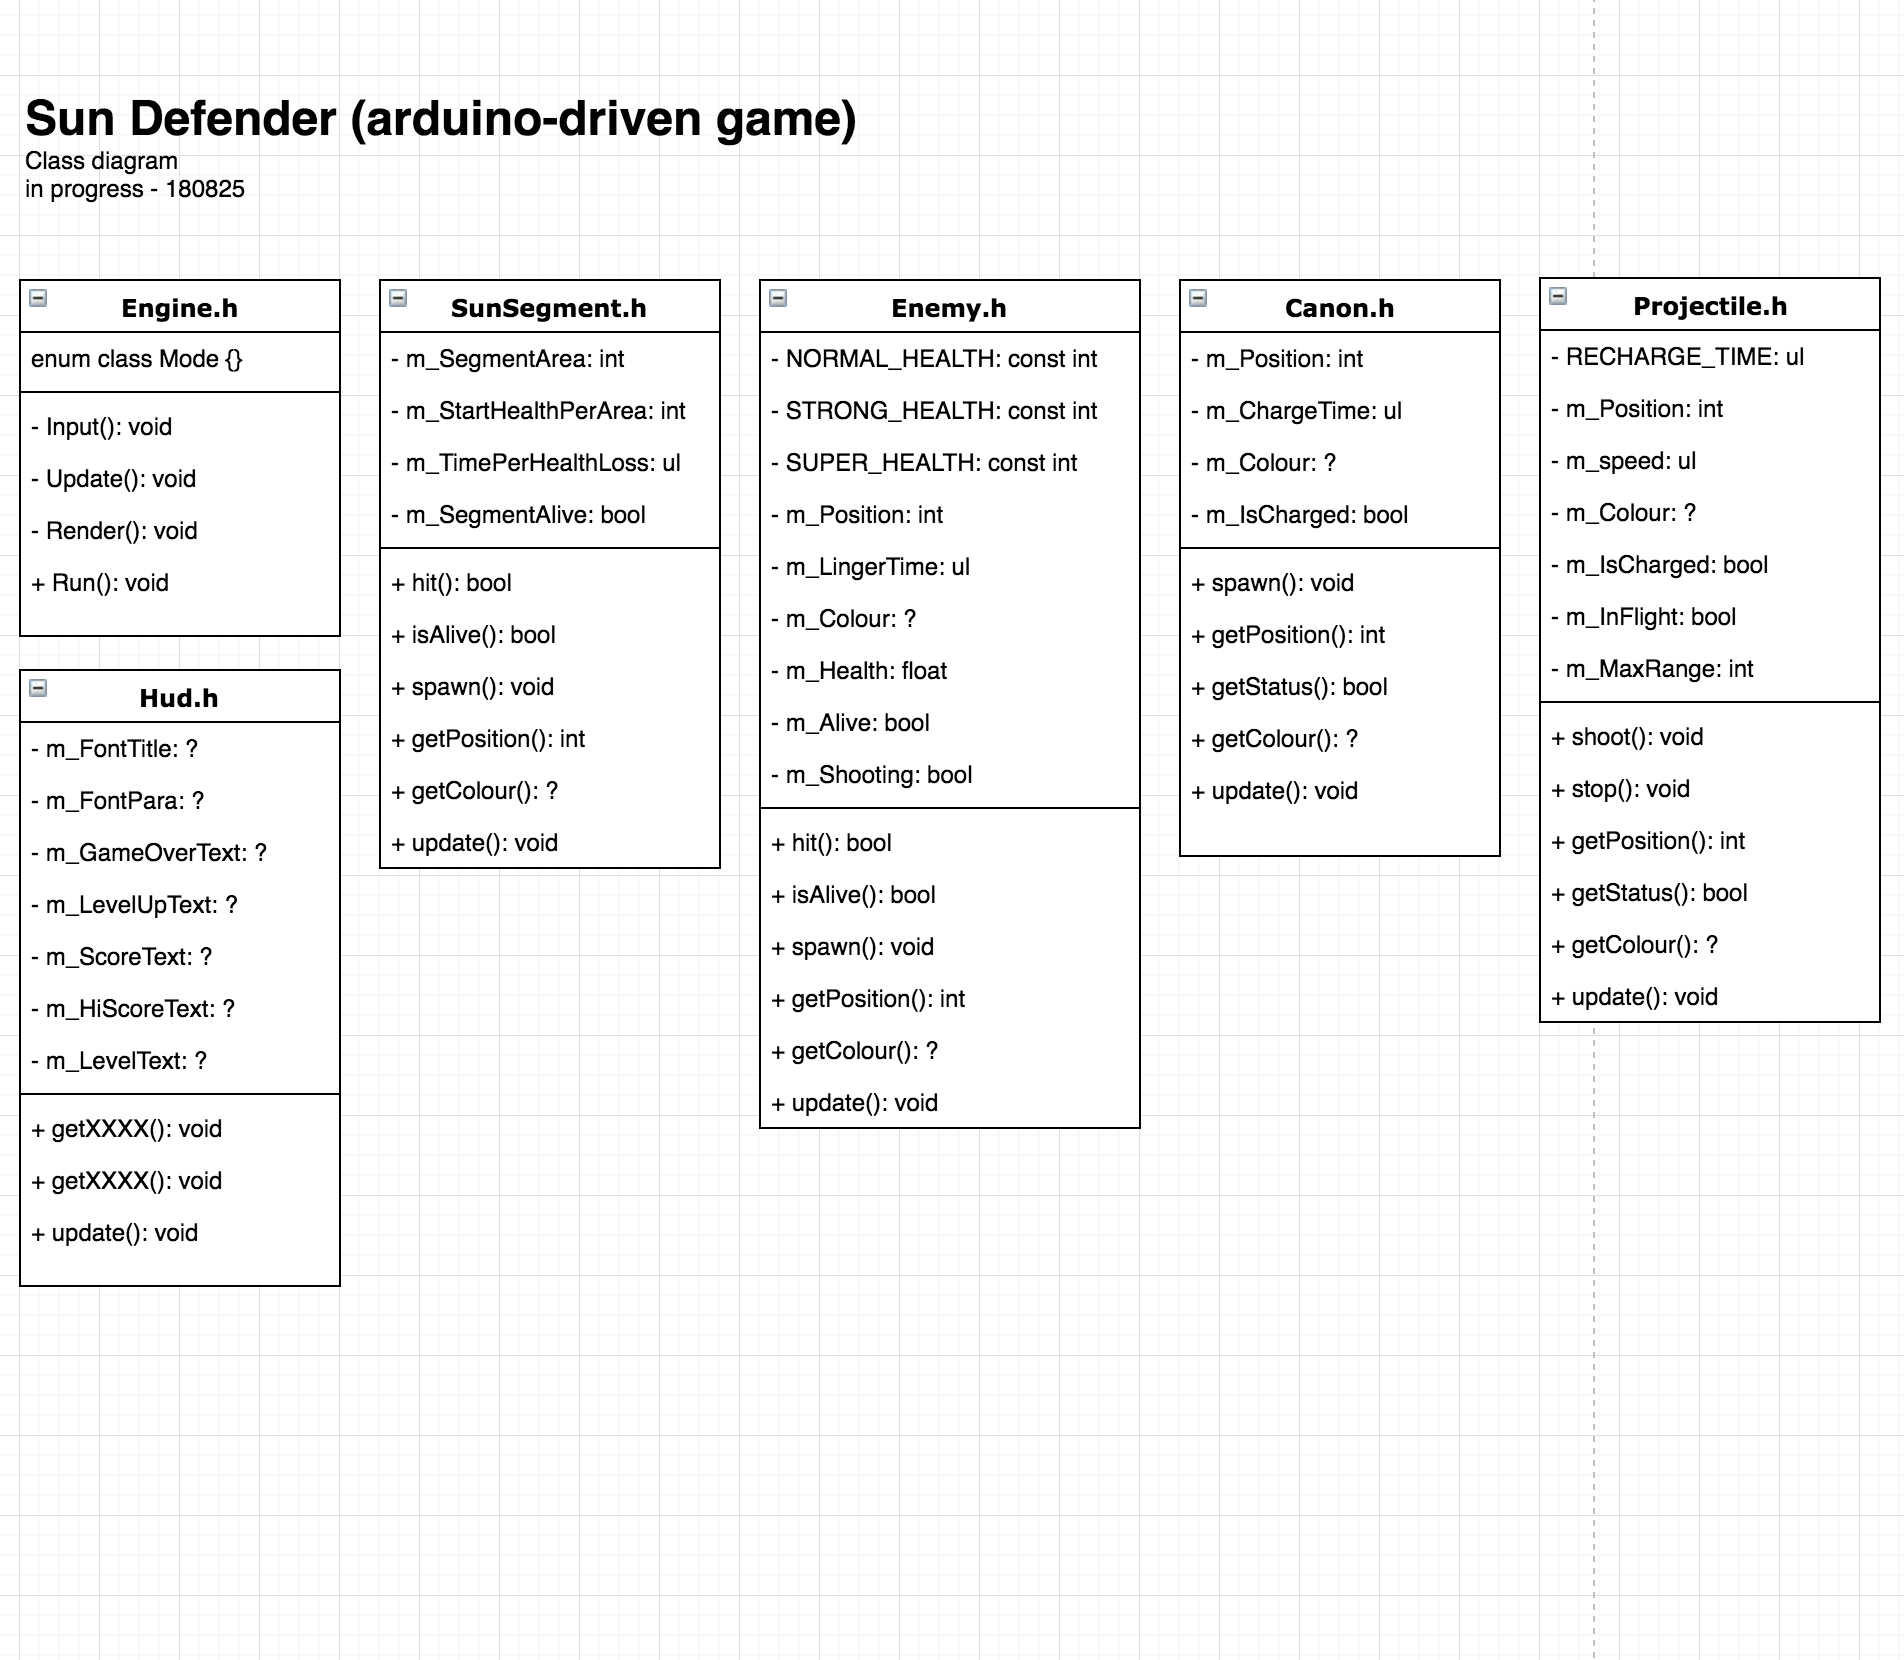 Sun Defender (arduino-driven game)
Class diagram
in progress - 180825
Engine.h
enum class Mode {}
- Input(): void
- Update(): void
- Render(): void
+ Run(): void
Hud.h
- m_FontTitle: ?
- m_FontPara: ?
- m_GameOverText: ?
- m_LevelUpText: ?
- m_ScoreText: ?
- m_HiScoreText: ?
- m_LevelText: ?
+ getXXXX(): void
+ getXXXX(): void
+ update(): void
SunSegment.h
- m_SegmentArea: int
- m_StartHealthPerArea: int
- m_TimePerHealthLoss: ul
- m_SegmentAlive: bool
+ hit(): bool
+ isAlive(): bool
+ spawn(): void
+ getPosition(): int
+ getColour(): ?
+ update(): void
Enemy.h
- NORMAL_HEALTH: const int
- STRONG_HEALTH: const int
- SUPER_HEALTH: const int
- m_Position: int
- m_LingerTime: ul
- m_Colour: ?
- m_Health: float
- m_Alive: bool
- m_Shooting: bool
+ hit(): bool
+ isAlive(): bool
+ spawn(): void
+ getPosition(): int
+ getColour(): ?
+ update(): void
Canon.h
- m_Position: int
- m_ChargeTime: ul
- m_Colour: ?
- m_IsCharged: bool
+ spawn(): void
+ getPosition(): int
+ getStatus(): bool
+ getColour(): ?
+ update(): void
Projectile.h
- RECHARGE_TIME: ul
- m_Position: int
- m_speed: ul
- m_Colour: ?
- m_IsCharged: bool
- m_InFlight: bool
- m_MaxRange: int
+ shoot(): void
+ stop(): void
+ getPosition(): int
+ getStatus(): bool
+ getColour(): ?
+ update(): void